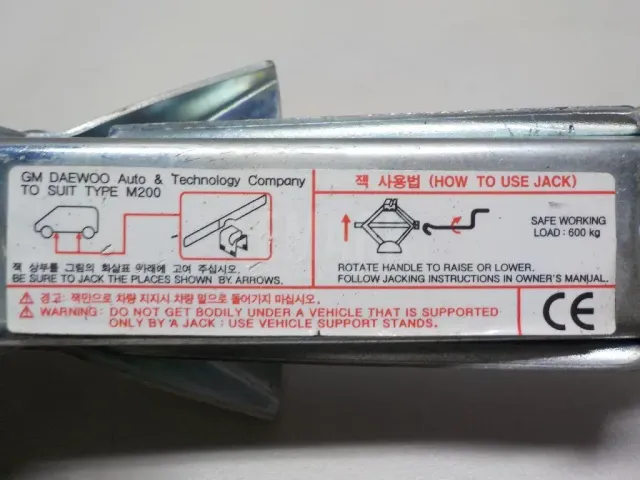 GM DAEWOO Auto & Technology Company
TO SUIT TYPE M200
잭 상부를 그림의 화살표 아래에 고여 주십시오.
BE SURE TO JACK THE PLACES SHOWN BY. ARROWS.
잭 사용법 (HOW TO USE JACK)
SAFE WORKING
LOAD : 600 kg
ROTATE HANDLE TO RAISE OR LOWER.
FOLLOW JACKING INSTRUCTIONS IN OWNER'S MANUAL.
경고: 잭만으로 차량 지지시 차량 밑으로 들어가지 마십시오.
WARNING: DO NOT GET BODILY UNDER A VEHICLE THAT IS SUPPORTED
ONLY BY A JACK : USE VEHICLE SUPPORT STANDS.
CE